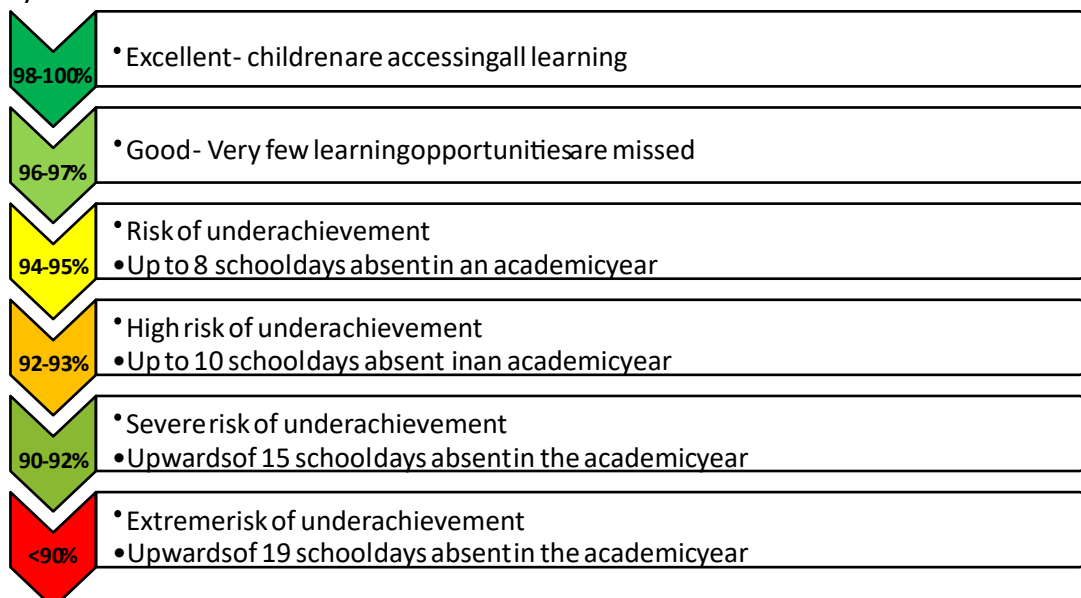 98-100%
• Excellent- childrenare accessingall learning
96-97%
• Good- Very few learningopportunitiesare missed
94-95%
• Risk of underachievement
• Up to 8 schooldays absentin an academicyear
92-93%
• High risk of underachievement
• Up to 10 schooldays absent inan academicyear
90-92%
• Severe risk of underachievement
• Upwardsof 15 schooldays absentin the academicyear
<90%
• Extremerisk of underachievement
• Upwardsof 19 schooldays absentin the academicyear